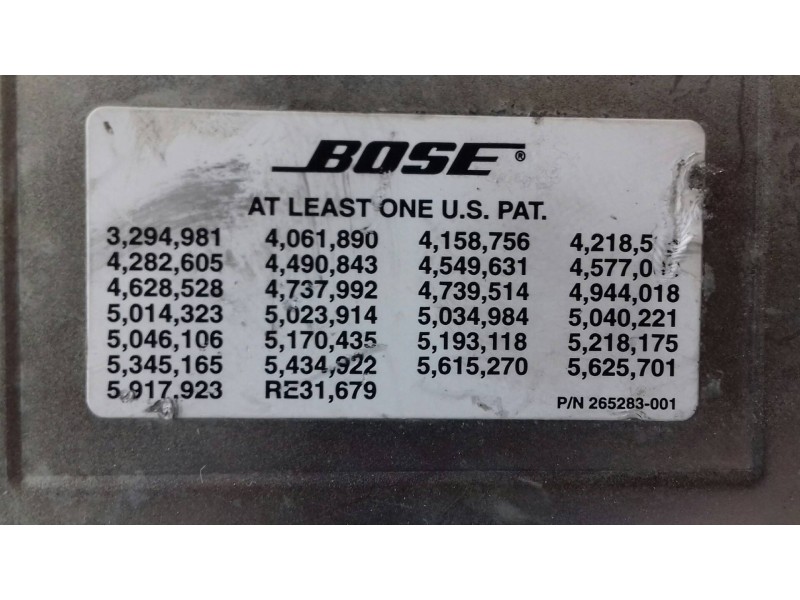 BOSE®
AT LEAST ONE U.S. PAT.
3,294,981 4,061,890 4,158,756
4,282,605 4,490,843 4,549,631
4,628,528 4,737,992 4,739,514 4,944,018
5,014,323 5,023,914 5,034,984 5,040,221
5,046,106 5,170,435 5,193,118 5,218,175
5,345,165 5,434,922 5,615,270 5,625,701
5,917,923 RE31,679 P/N 265283-001